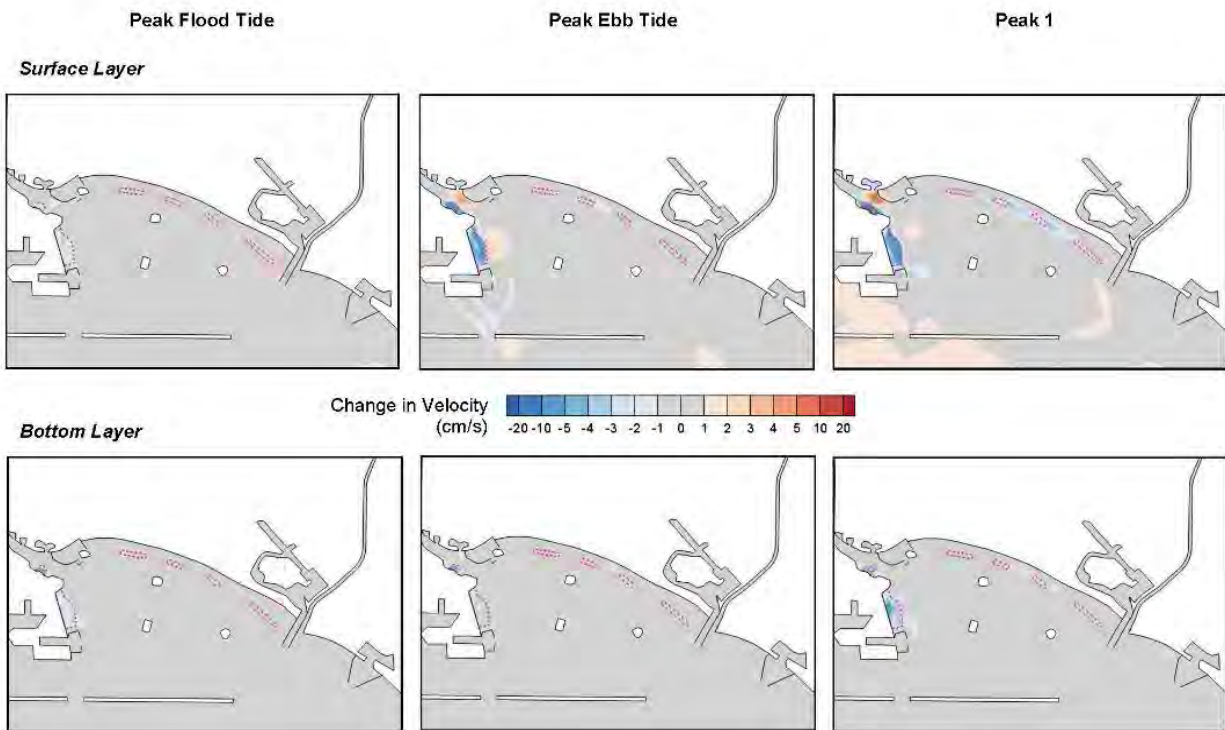 Peak Flood Tide Peak Ebb Tide Peak 1
Surface Layer
Change in Velocity
(cm/s)
-20 -10 -5 -4 -3 -2 -1 0 1 2 3 4 5 10 20
Bottom Layer